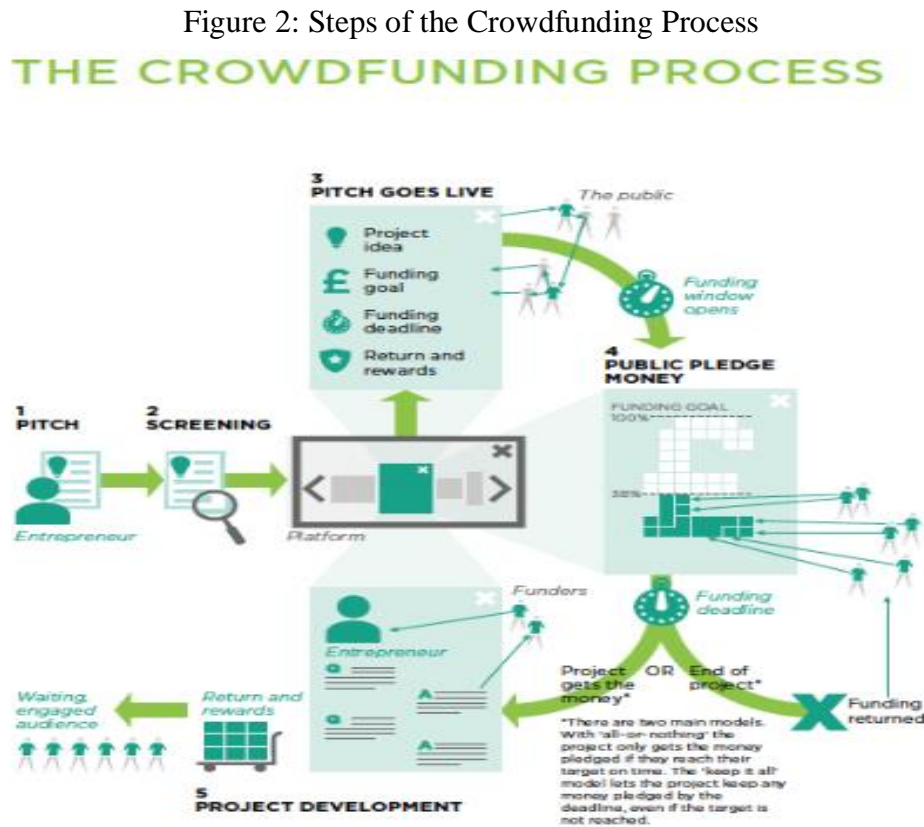 Figure 2: Steps of the Crowdfunding Process
THE CROWDFUNDING PROCESS
3
PITCH GOES LIVE
The public
Project
idea
£
Funding
goal
Funding
deadline
Return and
rewards
Funding
window
opens
4
PUBLIC PLEDGE
MONEY
FUNDING GOAL
100%
38%
1
PITCH
2
SCREENING
Entrepreneur
Platform
Funders
Entrepreneur
Q
A
Q
A
Funding
deadline
Project
gets the
money*
OR
End of
project*
Funding
returned
*There are two main models.
With 'all-or-nothing' the
project only gets the money
pledged if they reach their
target on time. The 'keep it all'
model lets the project keep any
money pledged by the
deadline, even if the target is
not reached.
Waiting,
engaged
audience
Return and
rewards
5
PROJECT DEVELOPMENT